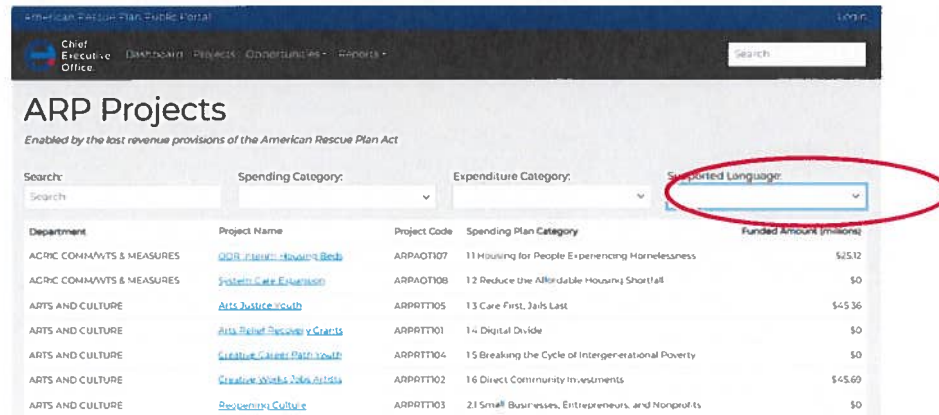 American Rescue Plan Public Portal Login
Chief
Executive
Office.
Dashboard Projects Opportunities Reports
Search
ARP Projects
Enabled by the lost revenue provisions of the American Rescue Plan Act
Search: Spending Category: Expenditure Category: Supported Language:
Search
Department Project Name Project Code Spending Plan Category Funded Amount (millions)
AGRIC COMM/WTS & MEASURES ODR Interim Housing Beds ARPAOT107 1.1 Housing for People Experiencing Homelessness $25.12
AGRIC COMM/WTS & MEASURES System Care Expansion ARPAOT108 1.2 Reduce the Affordable Housing Shortfall $0
ARTS AND CULTURE Arts Justice Youth ARPRTT105 1.3 Care First, Jails Last $45.36
ARTS AND CULTURE Arts Relief Recovery Grants ARPRTT101 1.4 Digital Divide $0
ARTS AND CULTURE Creative Career Path Youth ARPRTT104 1.5 Breaking the Cycle of Intergenerational Poverty $0
ARTS AND CULTURE Creative Works Jobs Artists ARPRTT102 1.6 Direct Community Investments $45.69
ARTS AND CULTURE Reopening Culture ARPRTT103 2.1 Small Businesses, Entrepreneurs, and Nonprofits $0